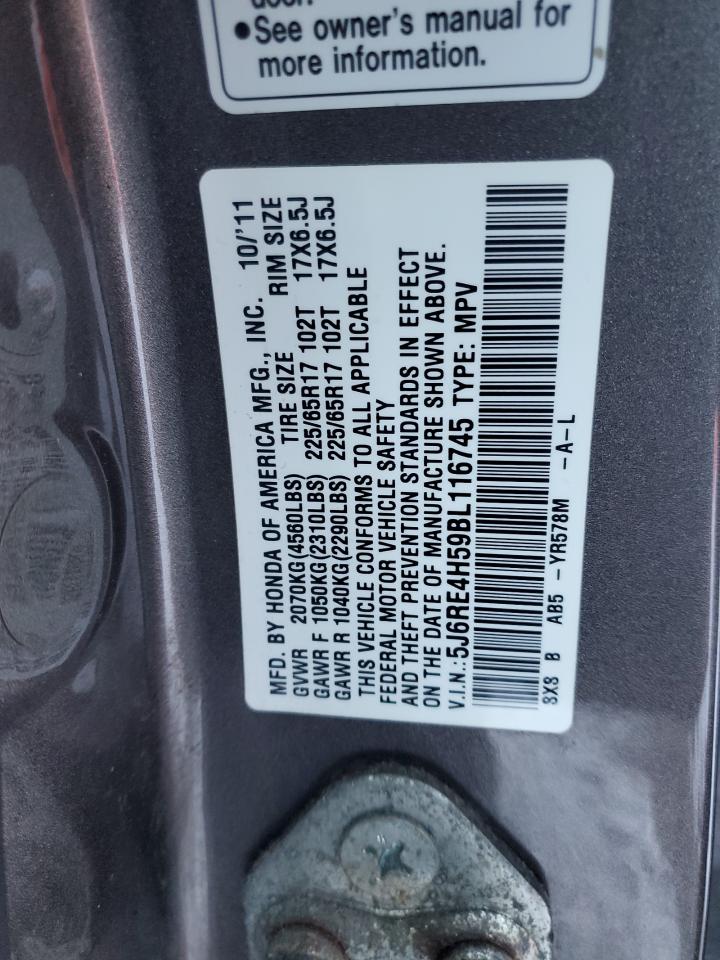 ●See owner's manual for
more information.
MFD. BY HONDA OF AMERICA MFG., INC. 10/'11
GVWR 2070KG(4560LBS) TIRE SIZE RIM SIZE
GAWR F 1050KG(2310LBS) 225/65R17 102T 17X6.5J
GAWR R 1040KG(2290LBS) 225/65R17 102T 17X6.5J
THIS VEHICLE CONFORMS TO ALL APPLICABLE
FEDERAL MOTOR VEHICLE SAFETY
AND THEFT PREVENTION STANDARDS IN EFFECT
ON THE DATE OF MANUFACTURE SHOWN ABOVE.
V.I.N.:5J6RE4H59BL116745 TYPE: MPV
8X8 B AB5 -YR578M -A-L